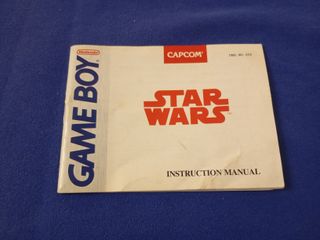 Nintendo
GAME BOY
CAPCOM
STAR
WARS
INSTRUCTION MANUAL